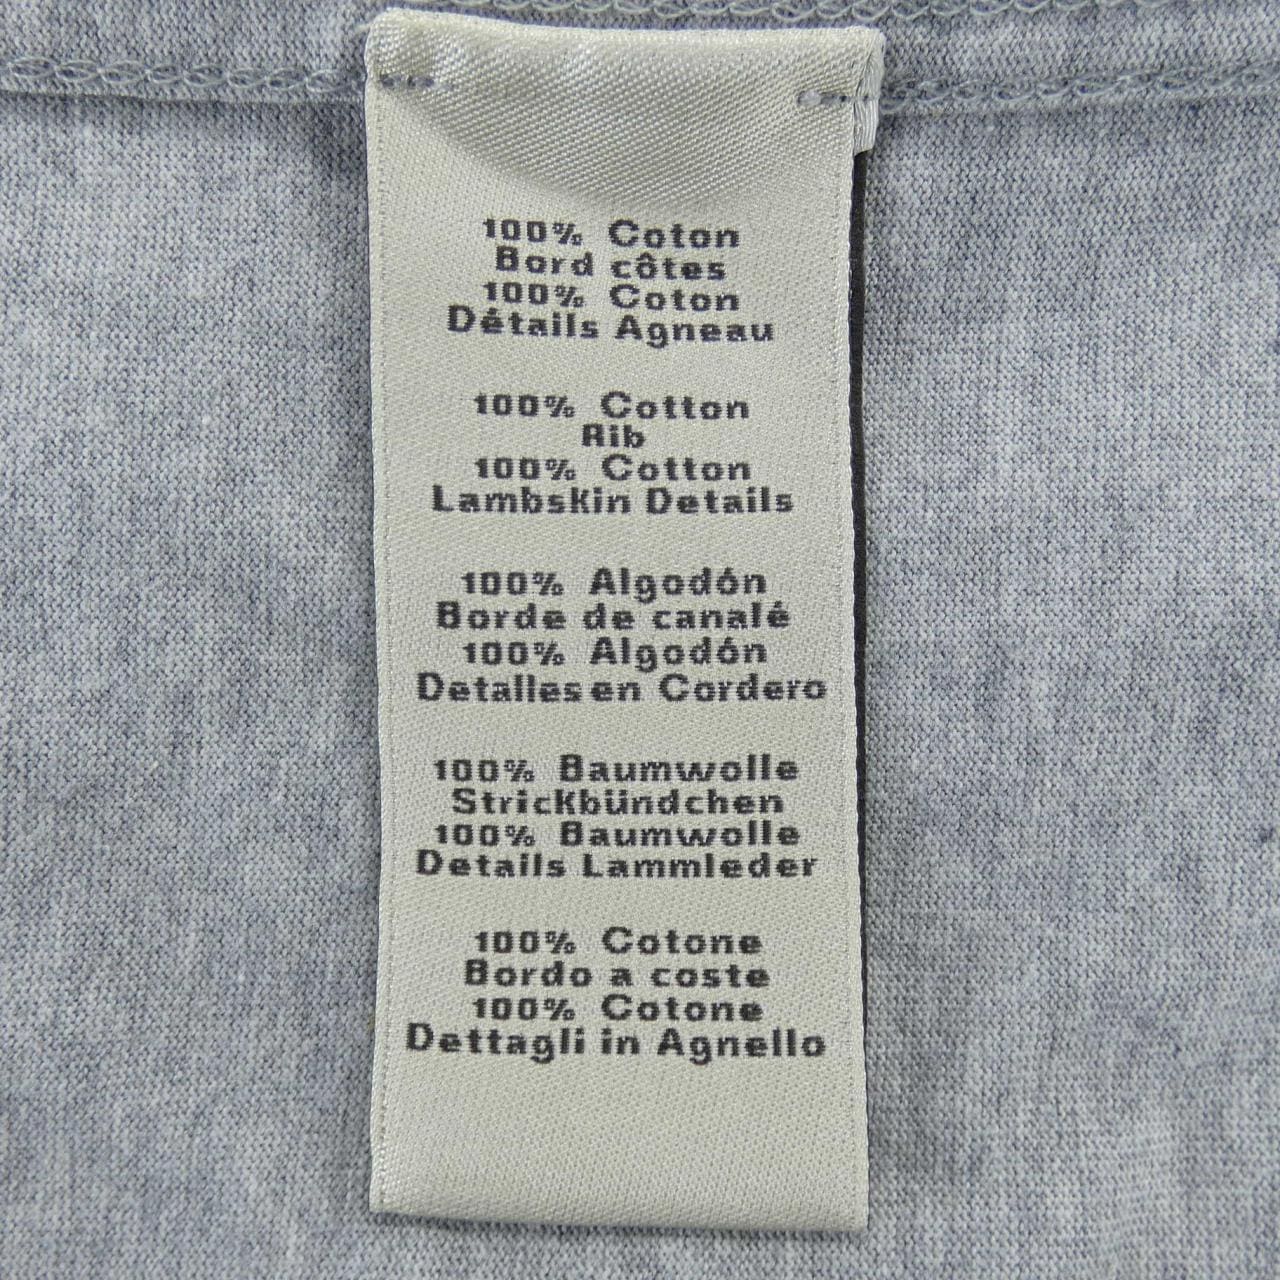 100% Coton
Bord côtes
100% Coton
Détails Agneau
100% Cotton
Rib
100% Cotton
Lambskin Details
100% Algodón
Borde de canalé
100% Algodón
Detalles en Cordero
100% Baumwolle
Strickbündchen
100% Baumwolle
Details Lammleder
100% Cotone
Bordo a coste
100% Cotone
Dettagli in Agnello